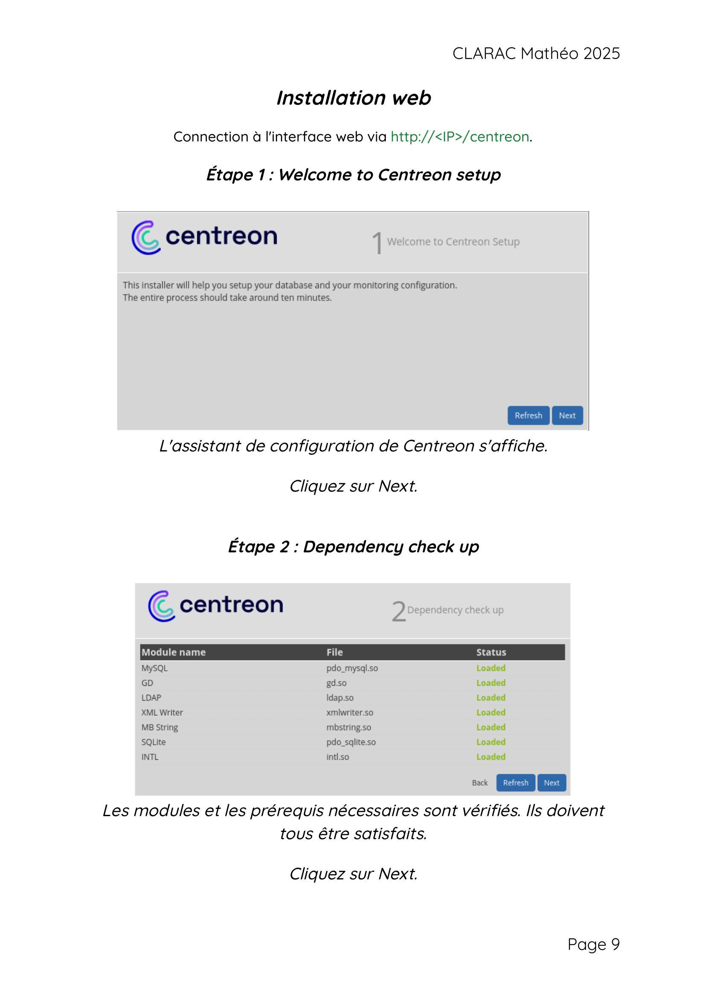 CLARAC Mathéo 2025
Installation web
Connection à l'interface web via http://<IP>/centreon.
Étape 1 : Welcome to Centreon setup
centreon
1 Welcome to Centreon Setup
This installer will help you setup your database and your monitoring configuration.
The entire process should take around ten minutes.
Refresh Next
L'assistant de configuration de Centreon s'affiche.
Cliquez sur Next.
Étape 2 : Dependency check up
centreon
2 Dependency check up
Module name File Status
MySQL pdo_mysql.so Loaded
GD gd.so Loaded
LDAP ldap.so Loaded
XML Writer xmlwriter.so Loaded
MB String mbstring.so Loaded
SQLite pdo_sqlite.so Loaded
INTL intl.so Loaded
Back Refresh Next
Les modules et les prérequis nécessaires sont vérifiés. Ils doivent
tous être satisfaits.
Cliquez sur Next.
Page 9